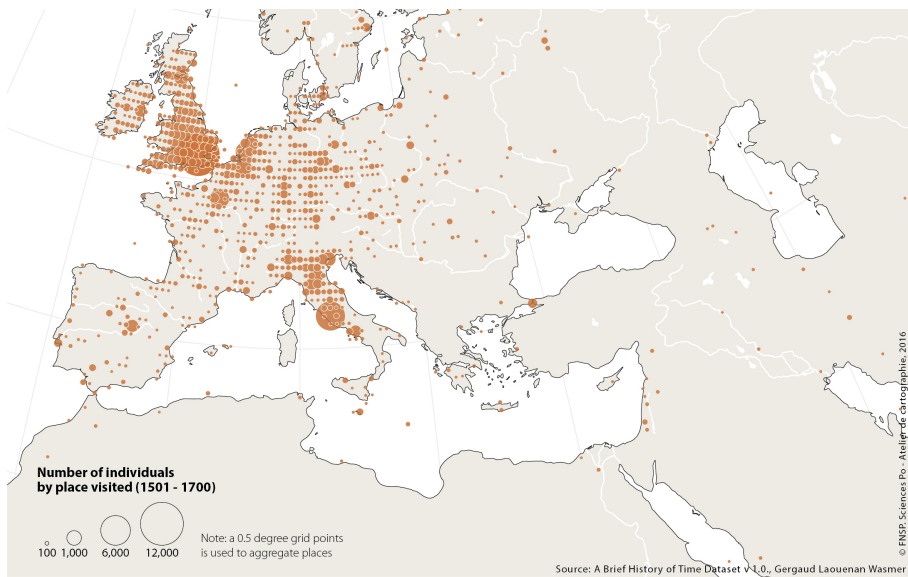 Number of individuals
by place visited (1501 - 1700)
100 1,000 6,000 12,000
Note: a 0.5 degree grid points
is used to aggregate places
Source: A Brief History of Time Dataset v 1.0., Gergaud Laouenan Wasmer
© FNSP. Sciences Po - Atelier de cartographie, 2016